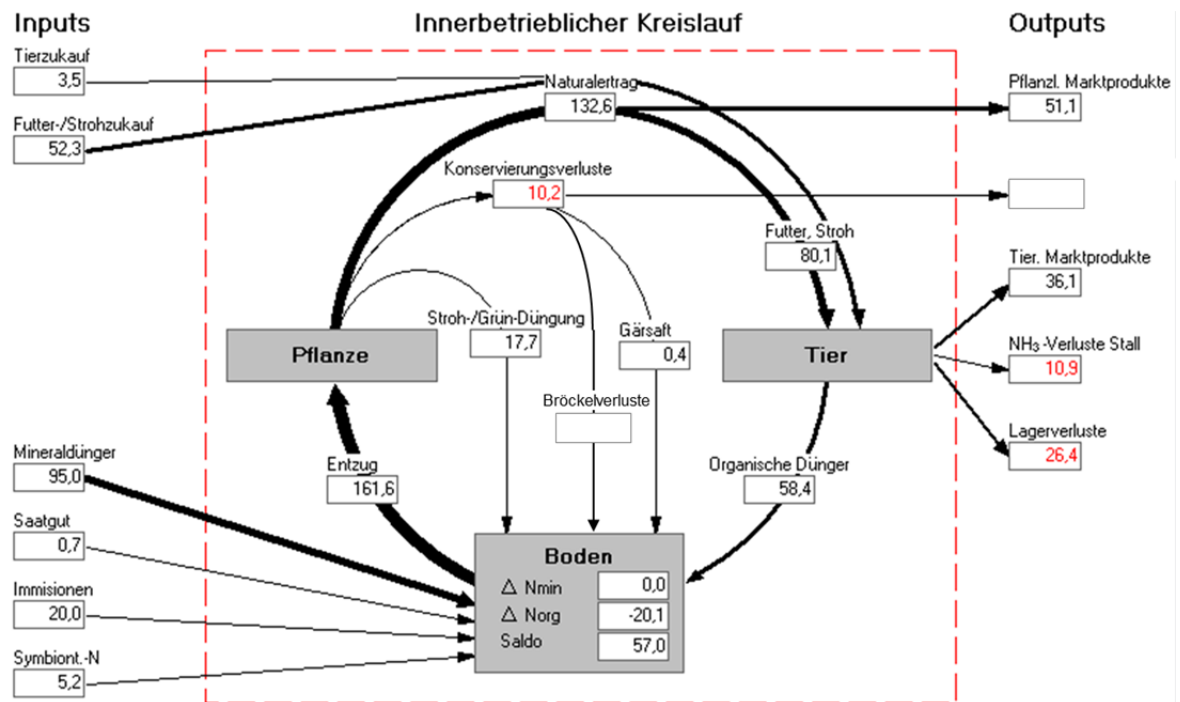 Inputs
Innerbetrieblicher Kreislauf
Outputs
Tierzukauf
3,5
Futter-/Strohzukauf
52,3
Naturalertrag
132,6
Pflanzl. Marktprodukte
51,1
Konservierungsverluste
10,2
Futter, Stroh
80,1
Tier. Marktprodukte
36,1
Stroh-/Grün-Düngung
17,7
Gärsaft
0,4
Pflanze
Tier
NH₃-Verluste Stall
10,9
Bröckelverluste
Lagerverluste
26,4
Mineraldünger
95,0
Entzug
161,6
Organische Dünger
58,4
Saatgut
0,7
Immisionen
20,0
Symbiont.-N
5,2
Boden
Δ Nmin 0,0
Δ Norg -20,1
Saldo 57,0